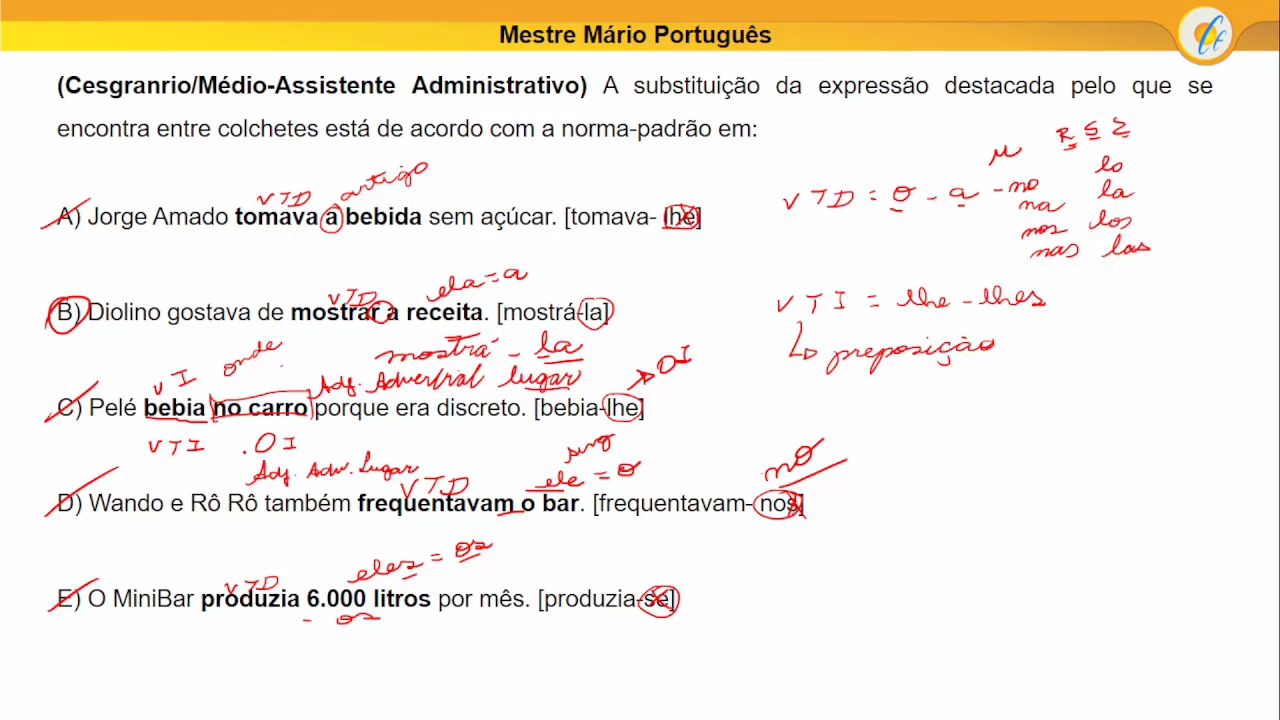 Mestre Mário Português
(Cesgranrio/Médio-Assistente Administrativo) A substituição da expressão destacada pelo que se
encontra entre colchetes está de acordo com a norma-padrão em:
R S Z
M lo
VTD = o - a - no la
na los
nos las
nas
VTD artigo
A) Jorge Amado tomava a bebida sem açúcar. [tomava- lhe]
VTD ela = a
B) Diolino gostava de mostrar a receita. [mostrá-la]
VTI = lhe - lhes
↳ preposição
mostrá - la
VI onde Adj. Adverbial lugar → OI
C) Pelé bebia no carro porque era discreto. [bebia-lhe]
VTI . OI
Adj. Adv. Lugar
VTD sing ele = o no
D) Wando e Rô Rô também frequentavam o bar. [frequentavam- nos]
VTD eles = os
E) O MiniBar produzia 6.000 litros por mês. [produzia-se]
- os